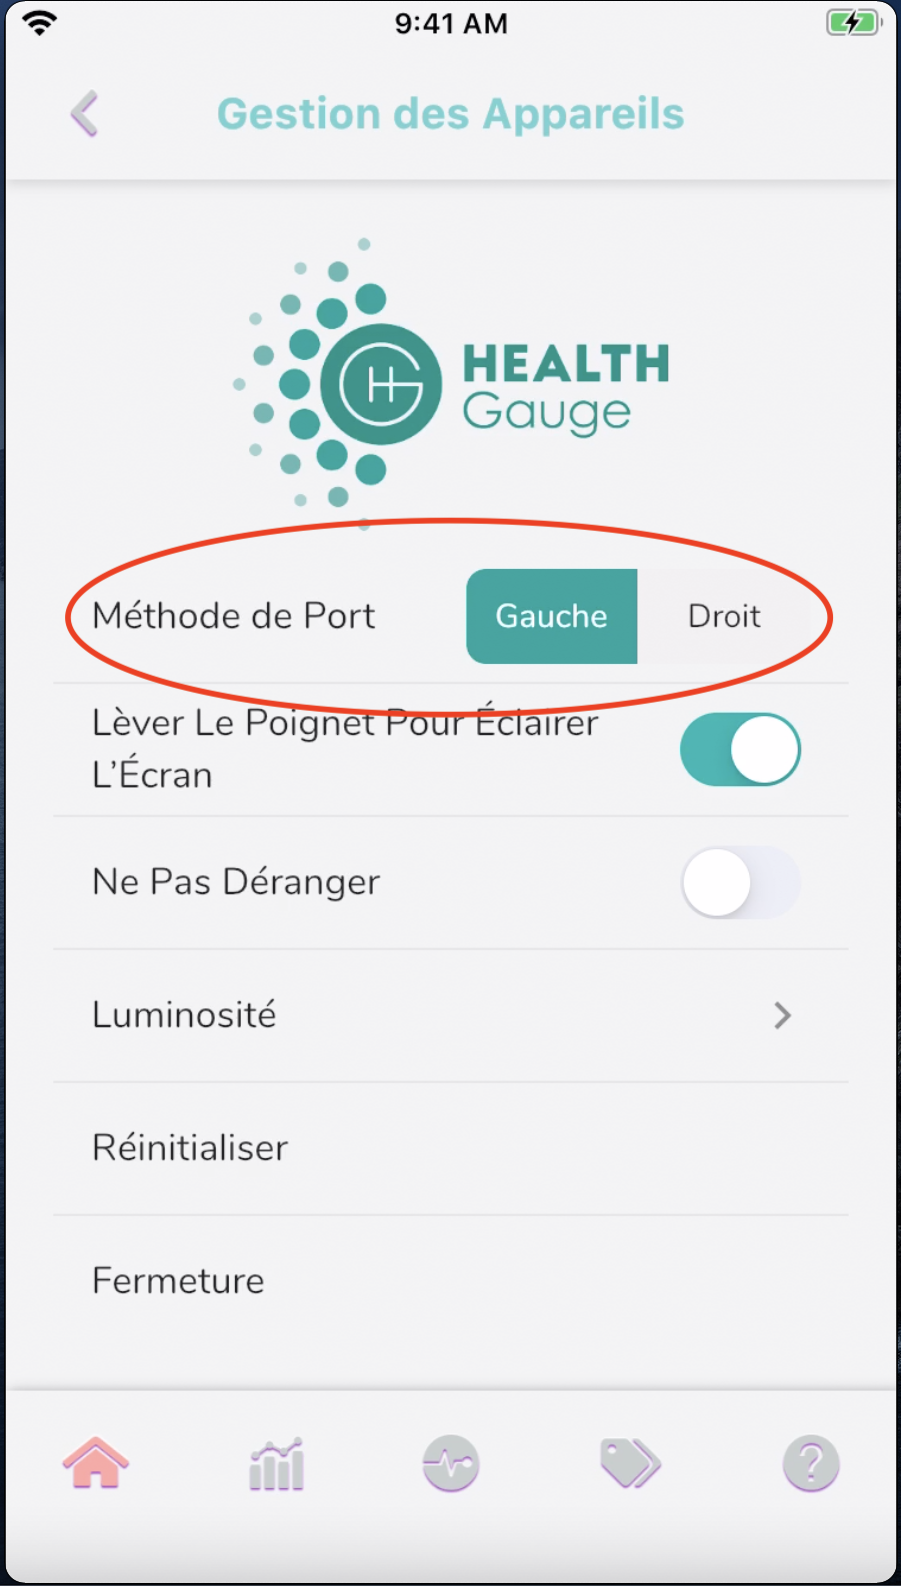 9:41 AM
Gestion des Appareils
HEALTH
Gauge
Méthode de Port
Gauche
Droit
Lèver Le Poignet Pour Éclairer
L’Écran
Ne Pas Déranger
Luminosité
Réinitialiser
Fermeture